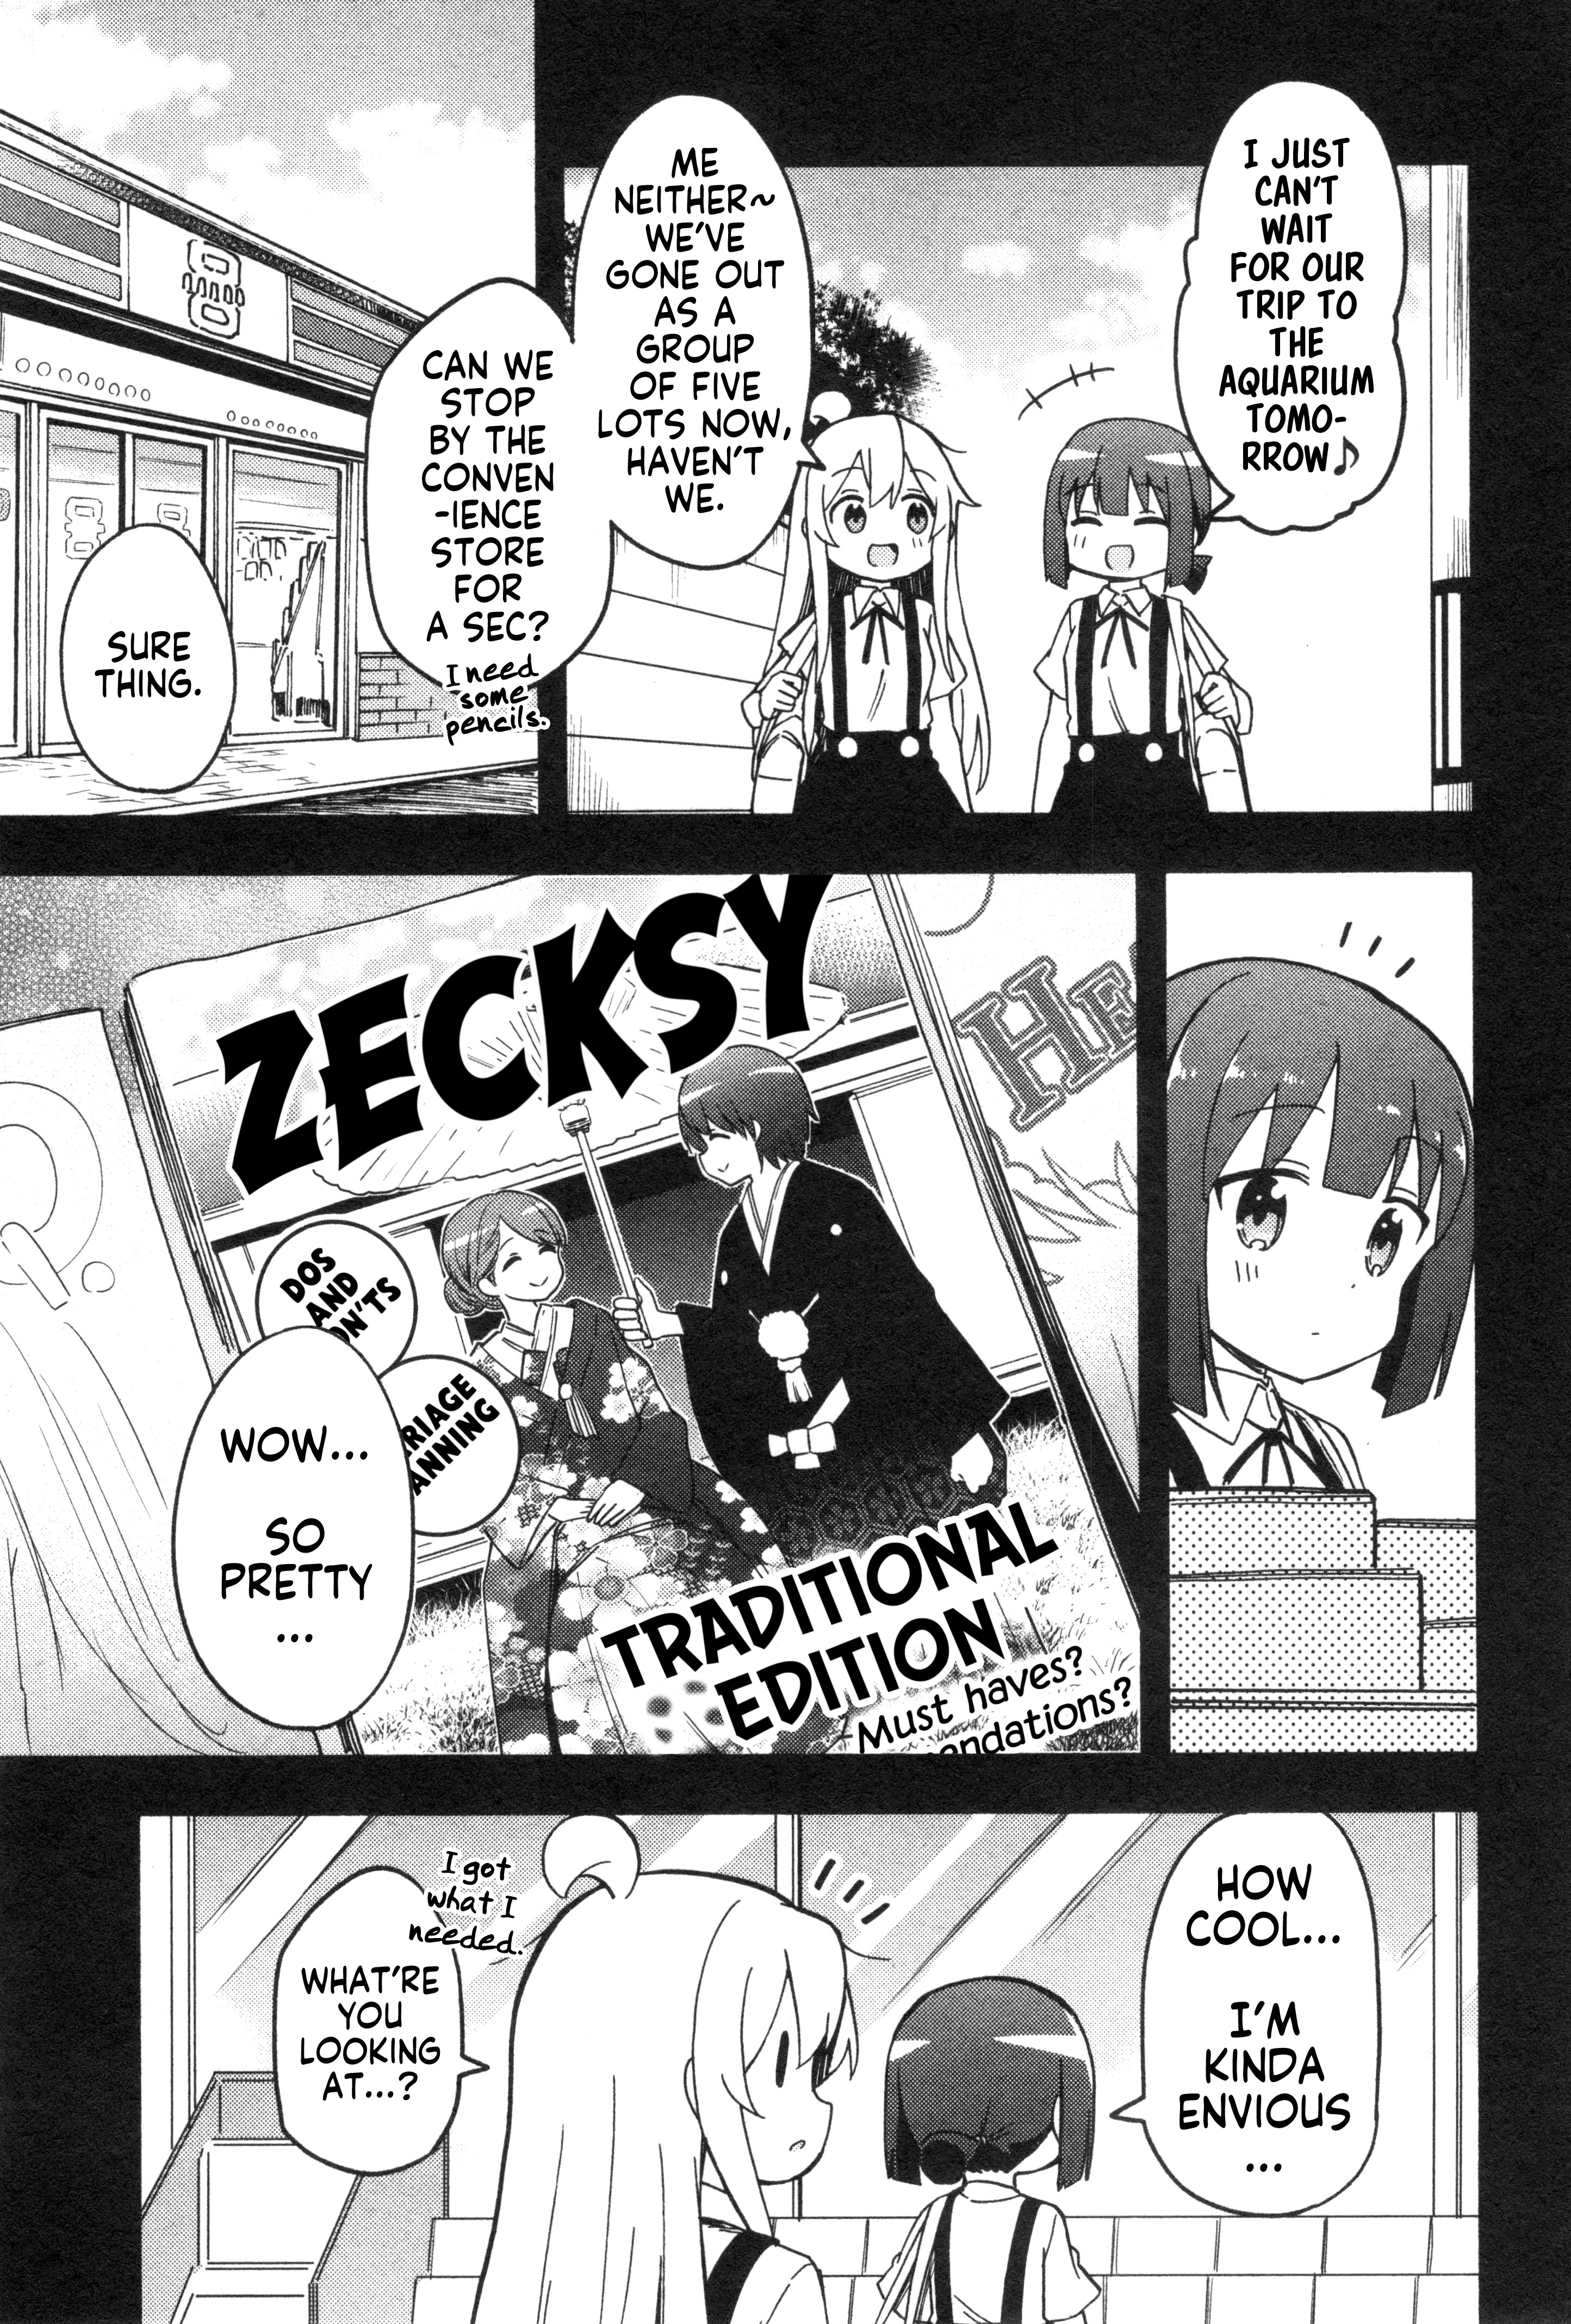 I JUST
CAN'T
WAIT
FOR OUR
TRIP TO
THE
AQUARIUM
TOMO-
RROW♪
ME
NEITHER~
WE'VE
GONE OUT
AS A
GROUP
OF FIVE
LOTS NOW,
HAVEN'T
WE.
CAN WE
STOP
BY THE
CONVEN
-IENCE
STORE
FOR
A SEC?
I need
some
pencils.
SURE
THING.
ZECKSY
HE
DOS
AND
ON'TS
RIAGE
ANNING
TRADITIONAL
EDITION
Must haves?
endations?
WOW...
SO
PRETTY
...
HOW
COOL...
I'M
KINDA
ENVIOUS
...
I got
what I
needed.
WHAT'RE
YOU
LOOKING
AT...?